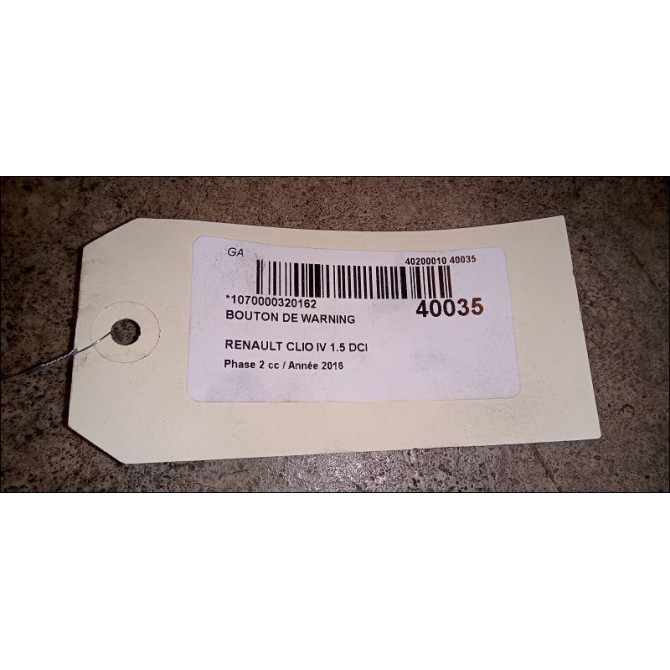 GA
40200010 40035
*1070000320162
40035
BOUTON DE WARNING
RENAULT CLIO IV 1.5 DCI
Phase 2 cc / Année 2016